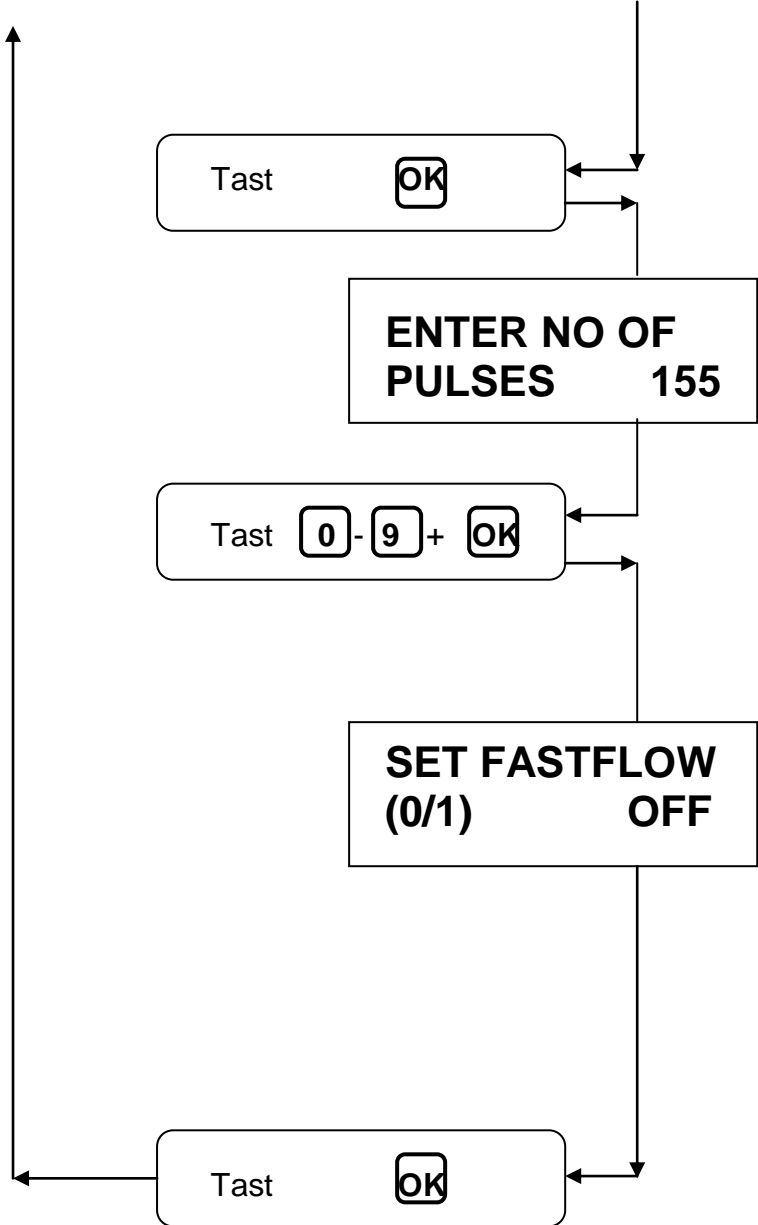 Tast OK
ENTER NO OF
PULSES 155
Tast 0 - 9 + OK
SET FASTFLOW
(0/1) OFF
Tast OK